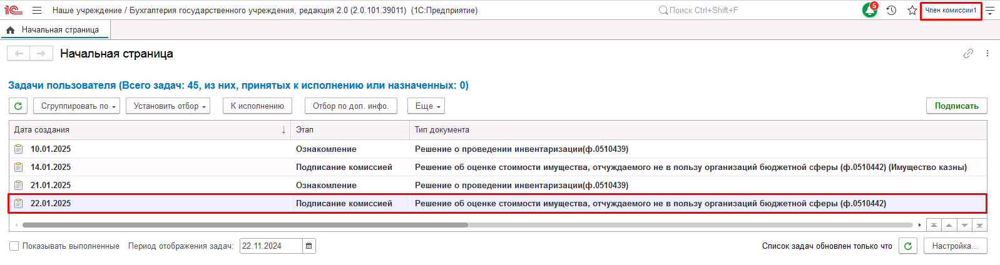 1С Наше учреждение / Бухгалтерия государственного учреждения, редакция 2.0 (2.0.101.39011) (1С:Предприятие) Поиск Ctrl+Shift+F 5 Член комиссии1
Начальная страница
Начальная страница
Задачи пользователя (Всего задач: 45, из них, принятых к исполнению или назначенных: 0)
Сгруппировать по Установить отбор К исполнению Отбор по доп. инфо. Еще Подписать
Дата создания ↓ Этап Тип документа
10.01.2025 Ознакомление Решение о проведении инвентаризации(ф.0510439)
14.01.2025 Подписание комиссией Решение об оценке стоимости имущества, отчуждаемого не в пользу организаций бюджетной сферы (ф.0510442) (Имущество казны)
21.01.2025 Ознакомление Решение о проведении инвентаризации(ф.0510439)
22.01.2025 Подписание комиссией Решение об оценке стоимости имущества, отчуждаемого не в пользу организаций бюджетной сферы (ф.0510442)
Показывать выполненные Период отображения задач: 22.11.2024 Список задач обновлен только что Настройка...